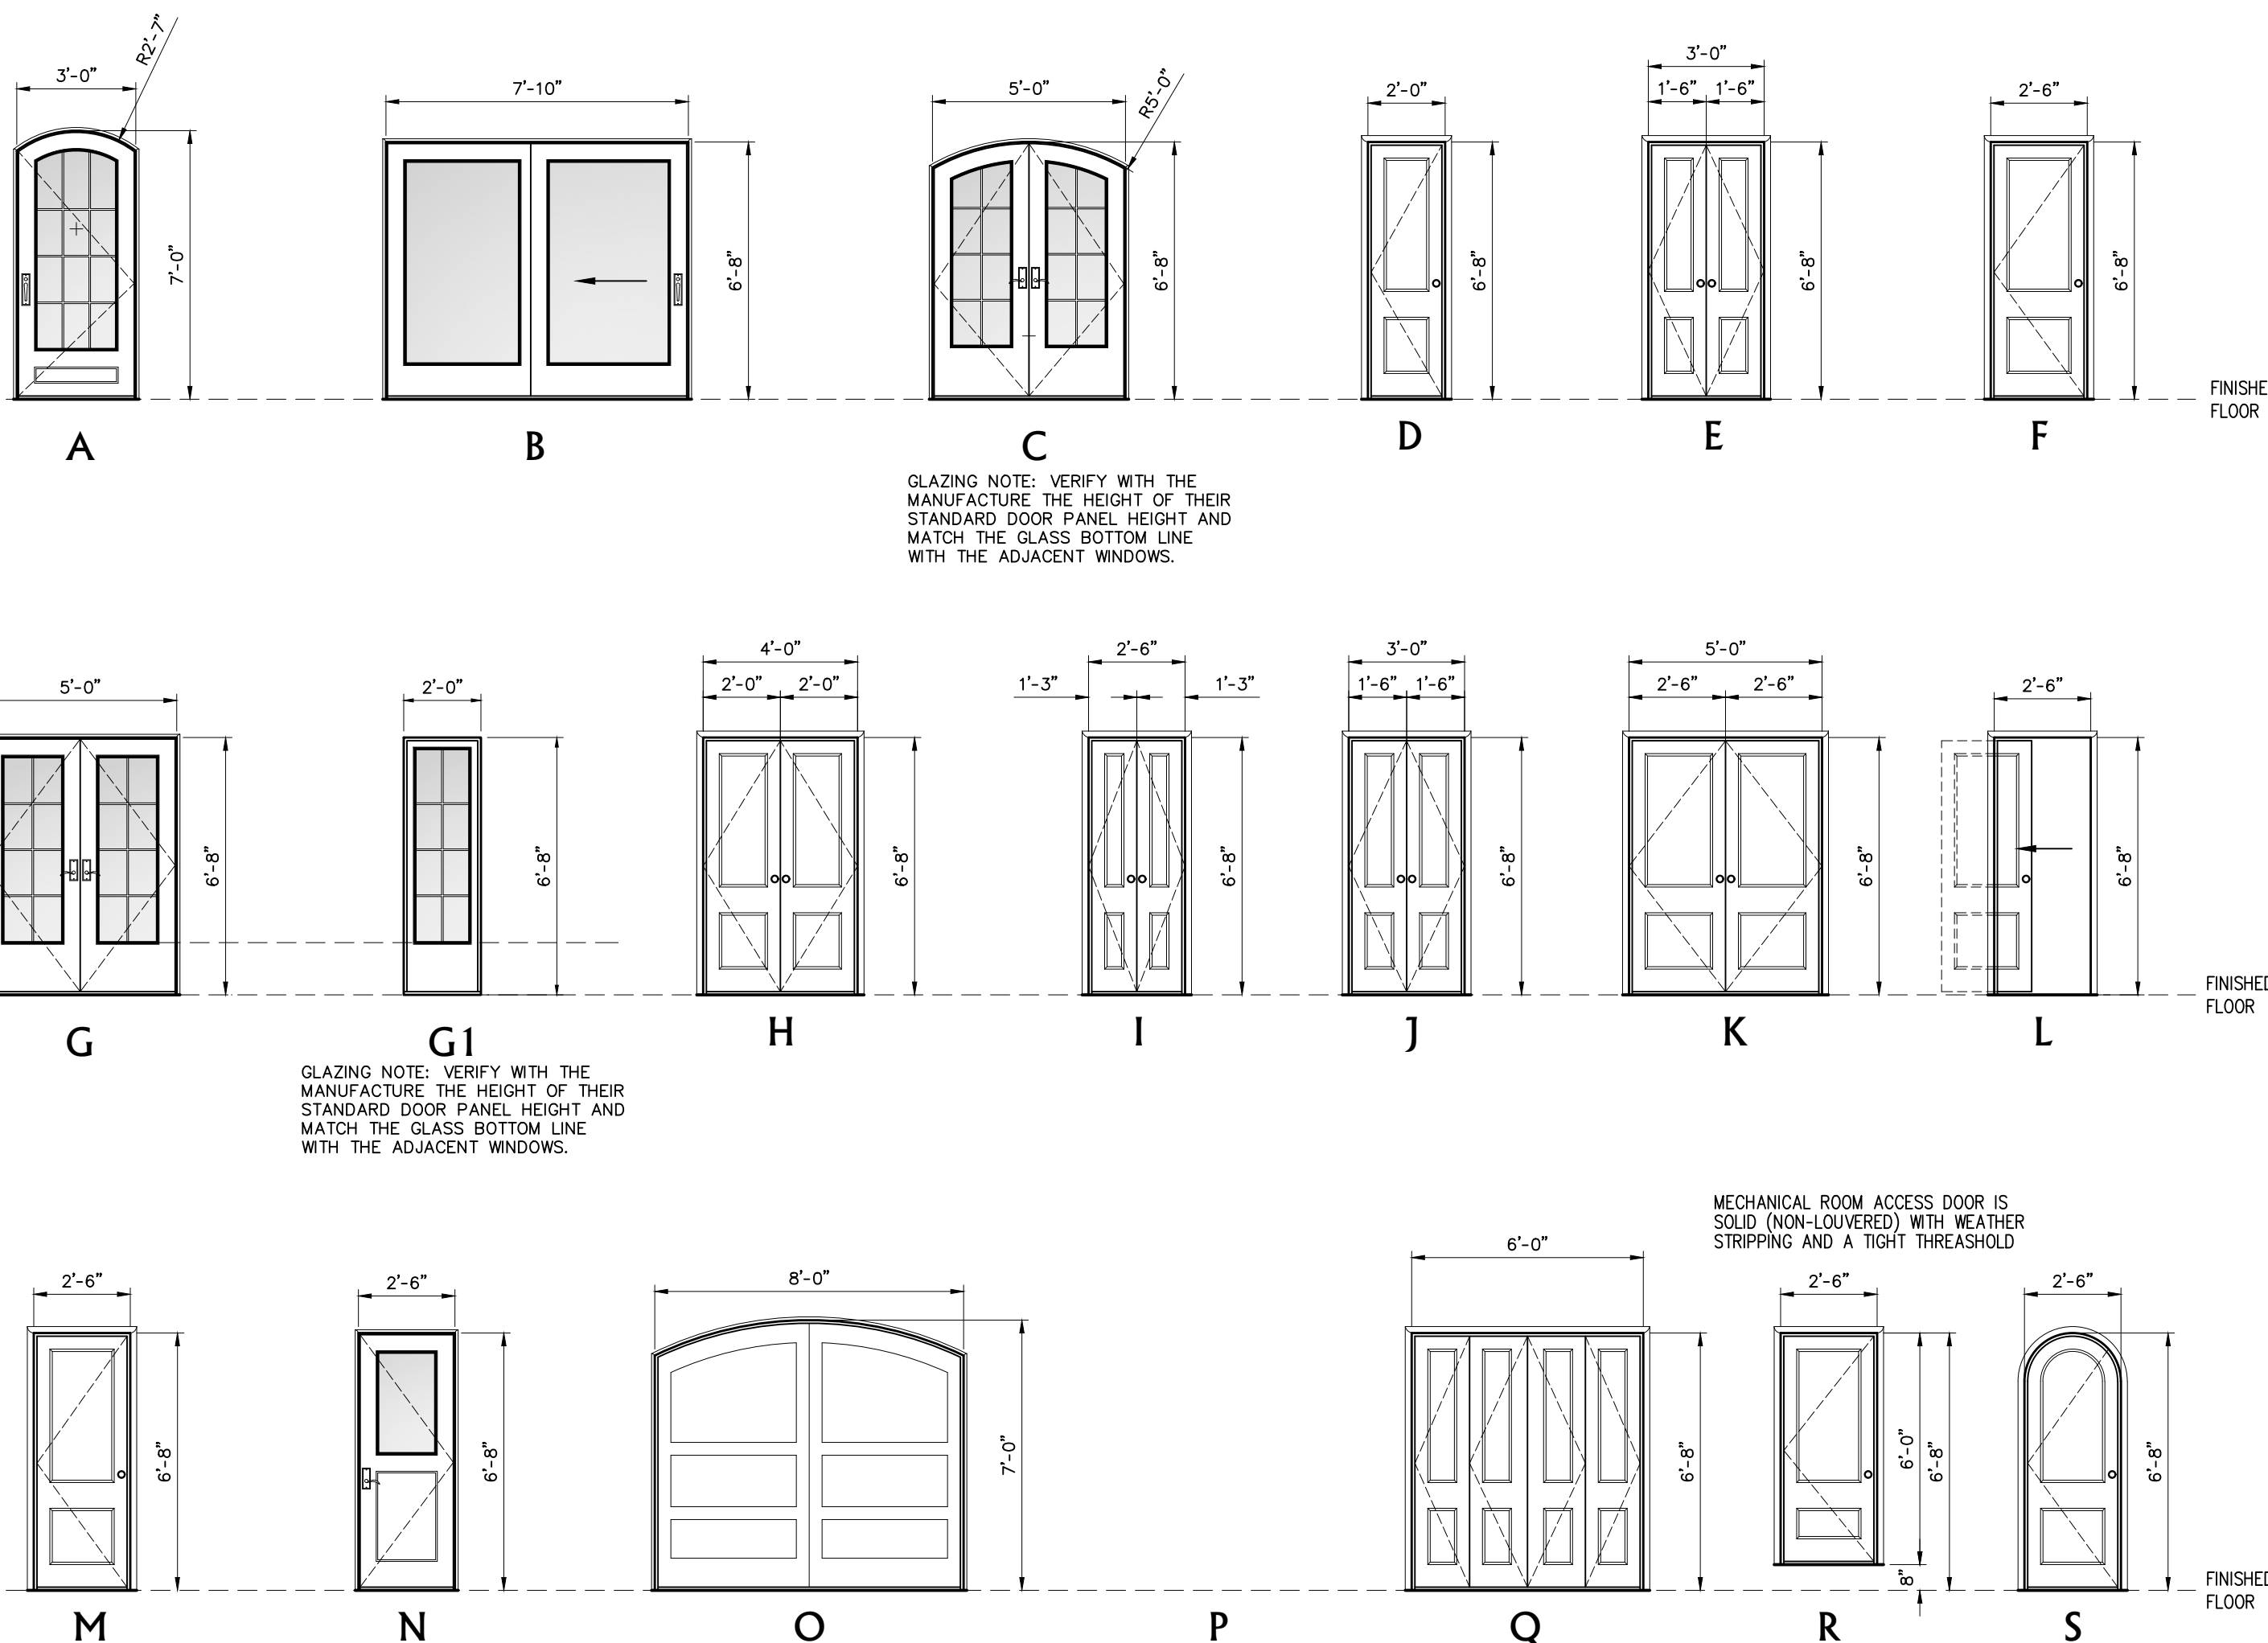 R2'-7"
3'-0"
7'-0"
A
7'-10"
6'-8"
B
5'-0"
R5'-0"
6'-8"
C
GLAZING NOTE: VERIFY WITH THE
MANUFACTURE THE HEIGHT OF THEIR
STANDARD DOOR PANEL HEIGHT AND
MATCH THE GLASS BOTTOM LINE
WITH THE ADJACENT WINDOWS.
2'-0"
6'-8"
D
3'-0"
1'-6" 1'-6"
6'-8"
E
2'-6"
6'-8"
F
FINISHE
FLOOR
5'-0"
6'-8"
G
2'-0"
6'-8"
G1
GLAZING NOTE: VERIFY WITH THE
MANUFACTURE THE HEIGHT OF THEIR
STANDARD DOOR PANEL HEIGHT AND
MATCH THE GLASS BOTTOM LINE
WITH THE ADJACENT WINDOWS.
4'-0"
2'-0" 2'-0"
6'-8"
H
2'-6"
1'-3" 1'-3"
6'-8"
I
3'-0"
1'-6" 1'-6"
6'-8"
J
5'-0"
2'-6" 2'-6"
6'-8"
K
2'-6"
6'-8"
L
FINISHED
FLOOR
2'-6"
6'-8"
M
2'-6"
6'-8"
N
8'-0"
7'-0"
O
P
6'-0"
6'-8"
Q
MECHANICAL ROOM ACCESS DOOR IS
SOLID (NON-LOUVERED) WITH WEATHER
STRIPPING AND A TIGHT THREASHOLD
2'-6"
6'-0"
6'-8"
8"
R
2'-6"
6'-8"
S
FINISHED
FLOOR